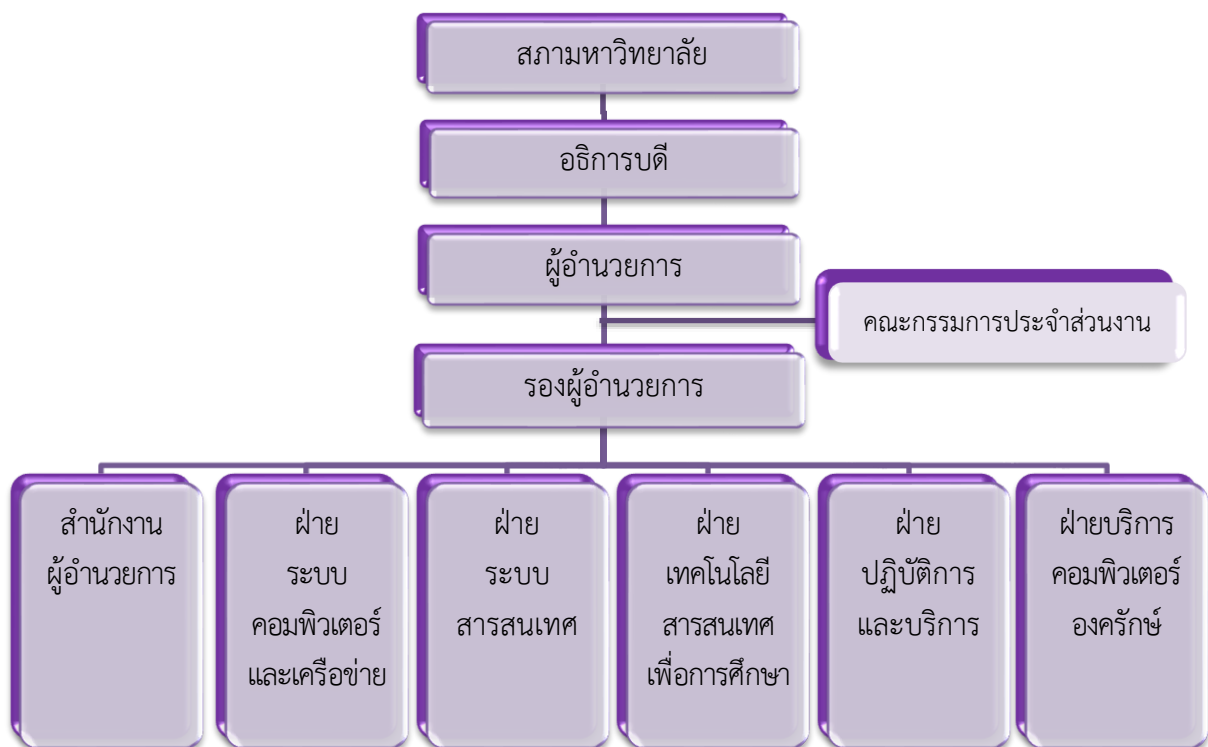 สภามหาวิทยาลัย
อธิการบดี
ผู้อำนวยการ
คณะกรรมการประจำส่วนงาน
รองผู้อำนวยการ
สำนักงาน
ผู้อำนวยการ
ฝ่าย
ระบบ
คอมพิวเตอร์
และเครือข่าย
ฝ่าย
ระบบ
สารสนเทศ
ฝ่าย
เทคโนโลยี
สารสนเทศ
เพื่อการศึกษา
ฝ่าย
ปฏิบัติการ
และบริการ
ฝ่ายบริการ
คอมพิวเตอร์
องครักษ์